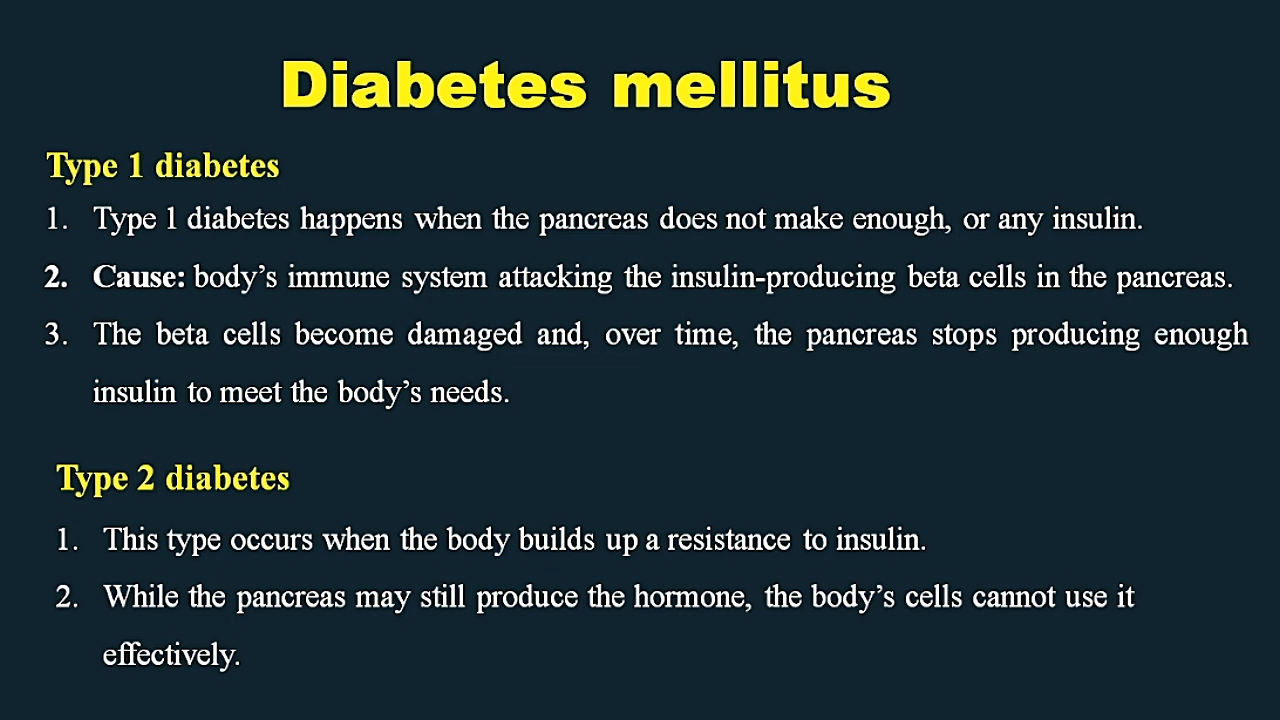 Diabetes mellitus
Type 1 diabetes
1. Type 1 diabetes happens when the pancreas does not make enough, or any insulin.
2. Cause: body’s immune system attacking the insulin-producing beta cells in the pancreas.
3. The beta cells become damaged and, over time, the pancreas stops producing enough
insulin to meet the body’s needs.
Type 2 diabetes
1. This type occurs when the body builds up a resistance to insulin.
2. While the pancreas may still produce the hormone, the body’s cells cannot use it
effectively.